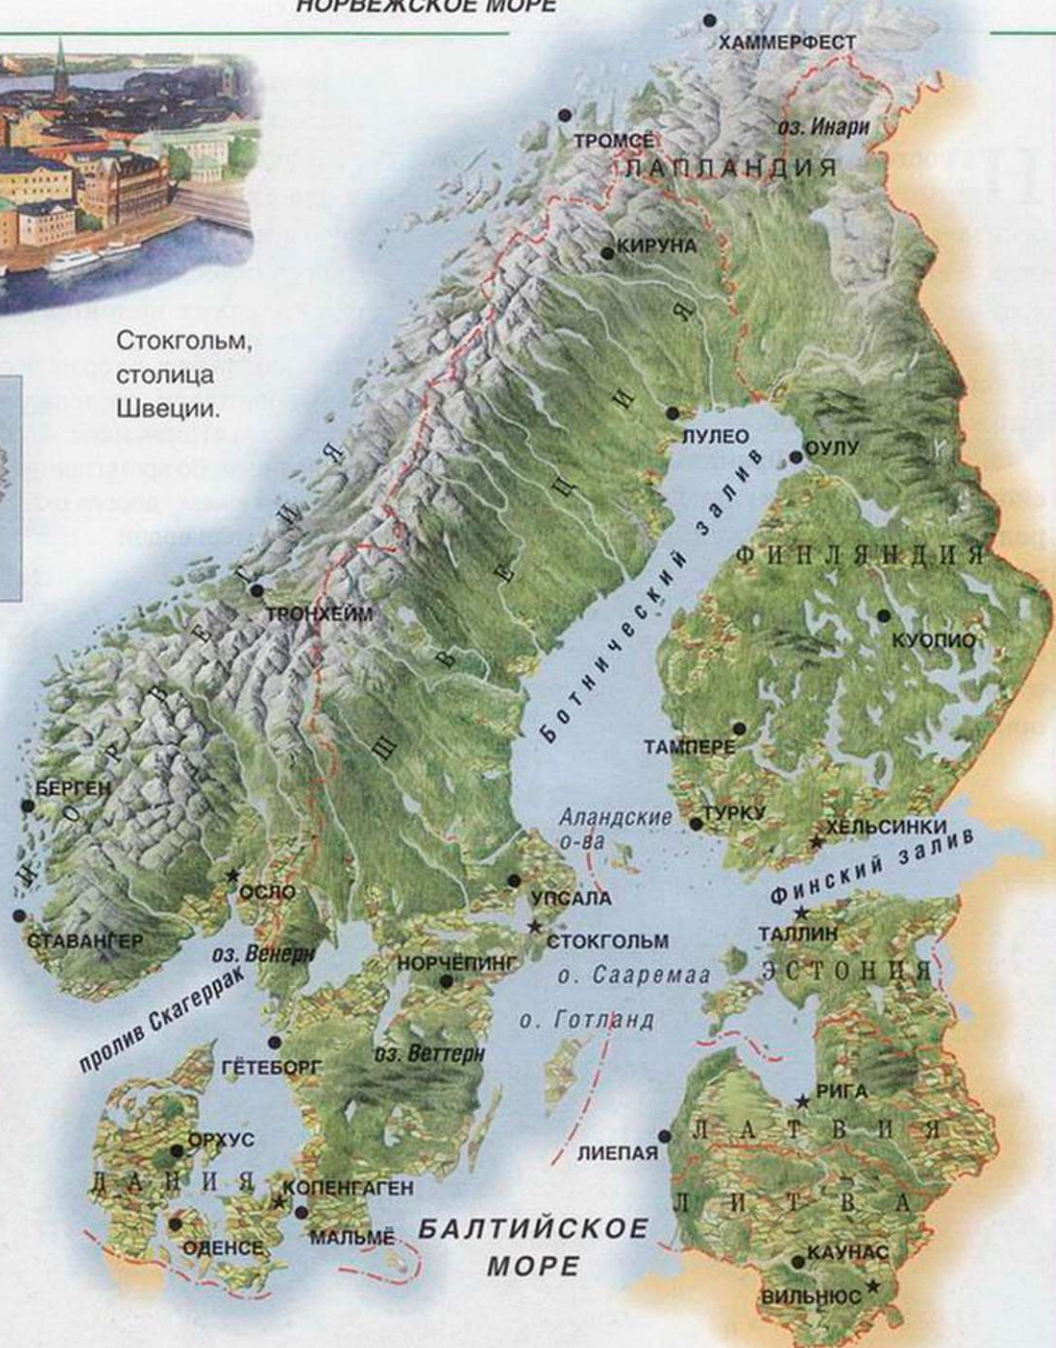 НОРВЕЖСКОЕ МОРЕ
ХАММЕРФЕСТ
ТРОМСЁ
оз. Инари
ЛАПЛАНДИЯ
КИРУНА
Стокгольм,
столица
Швеции.
НОРВЕГИЯ
ШВЕЦИЯ
ЛУЛЕО
ОУЛУ
Ботнический залив
ФИНЛЯНДИЯ
ТРОНХЕЙМ
КУОПИО
ТАМПЕРЕ
БЕРГЕН
Аландские
о-ва
ТУРКУ
ХЕЛЬСИНКИ
Финский залив
ОСЛО
УПСАЛА
СТАВАНГЕР
СТОКГОЛЬМ
ТАЛЛИН
оз. Венерн
НОРЧЁПИНГ
о. Сааремаа
ЭСТОНИЯ
пролив Скагеррак
о. Готланд
ГЁТЕБОРГ
оз. Веттерн
РИГА
ЛАТВИЯ
ОРХУС
ЛИЕПАЯ
ДАНИЯ
КОПЕНГАГЕН
ЛИТВА
МАЛЬМЁ
БАЛТИЙСКОЕ
МОРЕ
ОДЕНСЕ
КАУНАС
ВИЛЬНЮС